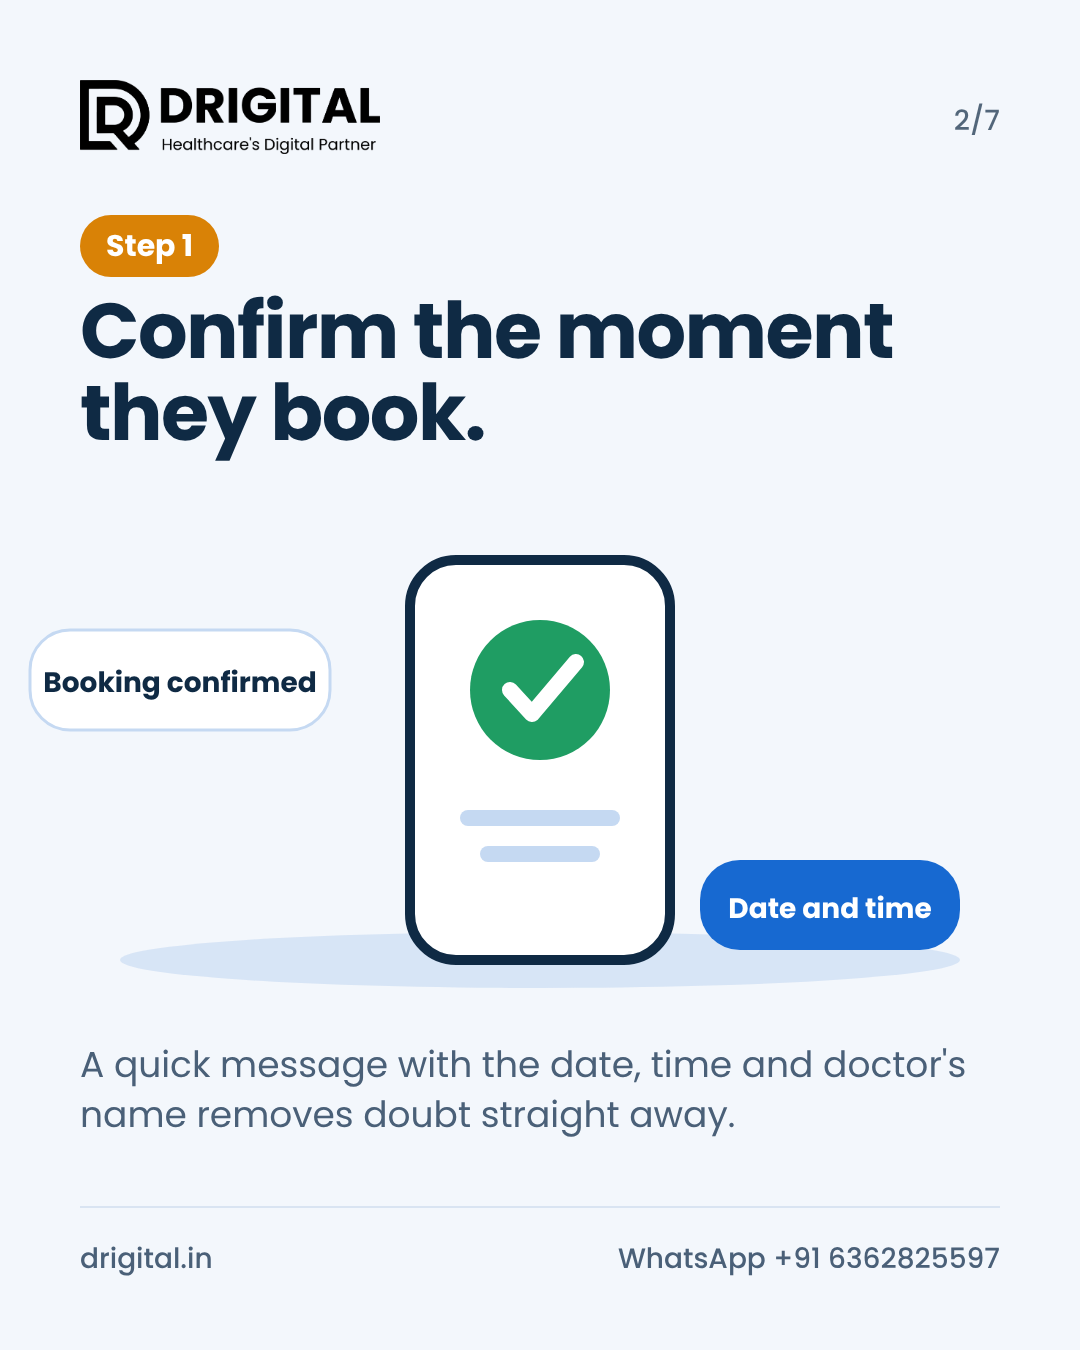 DRIGITAL
Healthcare's Digital Partner
2/7
Step 1
Confirm the moment
they book.
Booking confirmed
Date and time
A quick message with the date, time and doctor's
name removes doubt straight away.
drigital.in
WhatsApp +91 6362825597